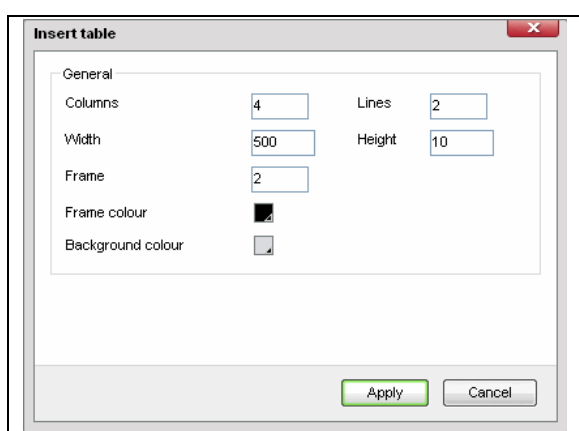 Insert table
General
Columns 4 Lines 2
Width 500 Height 10
Frame 2
Frame colour
Background colour
Apply Cancel